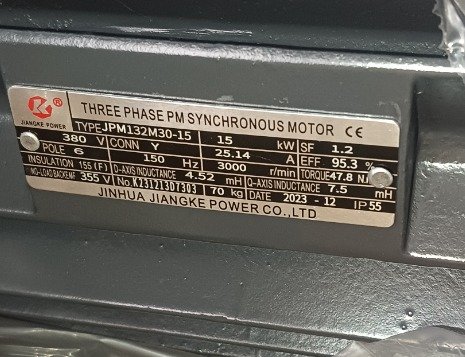 JIANGKE POWER
®
THREE PHASE PM SYNCHRONOUS MOTOR CE
TYPE JPM132M30-15 15 kW SF 1.2
380 V CONN Y 25.14 A EFF 95.3 %
POLE 6 150 Hz 3000 r/min TORQUE 47.8
INSULATION 155(F) D-AXIS INDUCTANCE 4.52 mH Q-AXIS INDUCTANCE 7.5 mH
NO-LOAD BACKEMF 355 V No. 70 kg DATE 2023-12 IP55
JINHUA JIANGKE POWER CO.,LTD